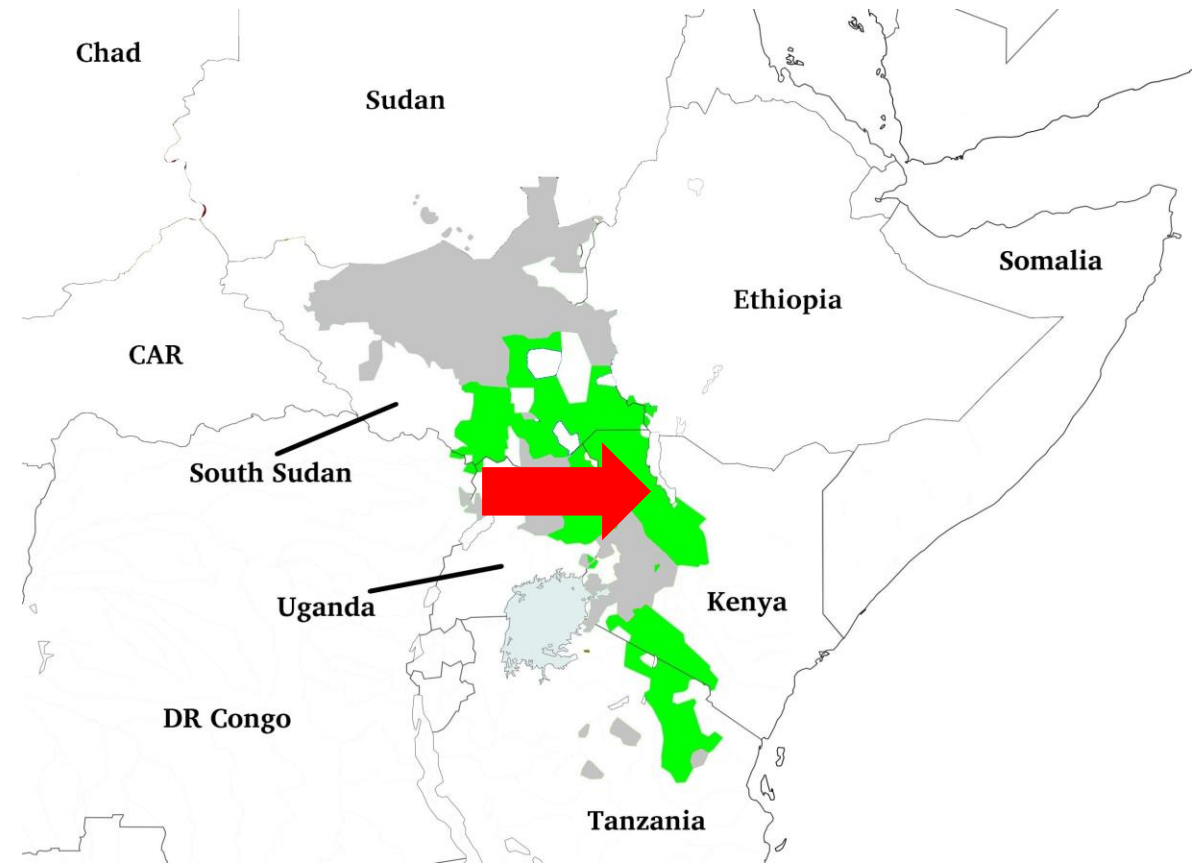 Chad
Sudan
Somalia
Ethiopia
CAR
South Sudan
Uganda
Kenya
DR Congo
Tanzania